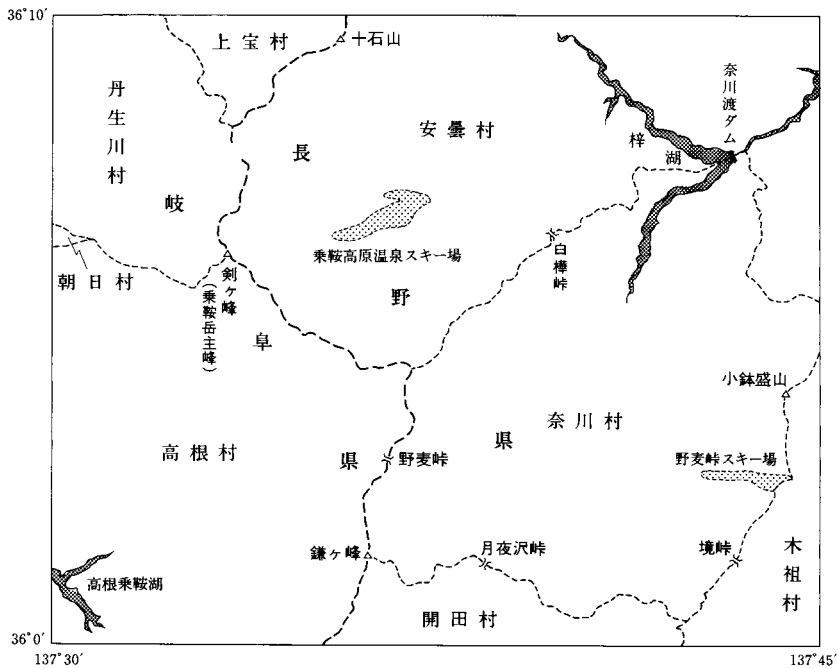 36°10′
上宝村
十石山
丹生川村
安曇村
奈川渡ダム
梓湖
長
岐
乗鞍高原温泉スキー場
白樺峠
朝日村
剣ヶ峰
(乗鞍岳主峰)
野
阜
小鉢盛山
奈川村
高根村
県
県
野麦峠
野麦峠スキー場
鎌ヶ峰
月夜沢峠
境峠
木祖村
高根乗鞍湖
開田村
36°0′
137°30′
137°45′